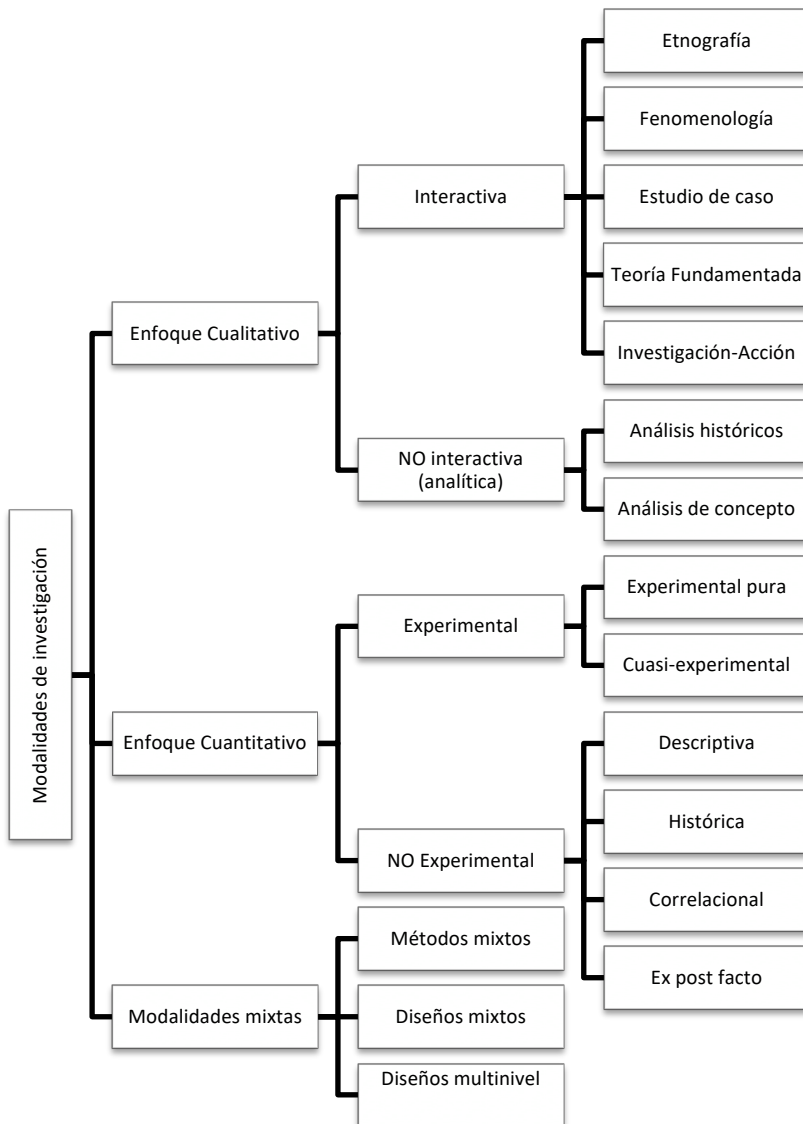 Modalidades de investigación
Enfoque Cualitativo
Interactiva
Etnografía
Fenomenología
Estudio de caso
Teoría Fundamentada
Investigación-Acción
NO interactiva
(analítica)
Análisis históricos
Análisis de concepto
Enfoque Cuantitativo
Experimental
Experimental pura
Cuasi-experimental
NO Experimental
Descriptiva
Histórica
Correlacional
Ex post facto
Modalidades mixtas
Métodos mixtos
Diseños mixtos
Diseños multinivel